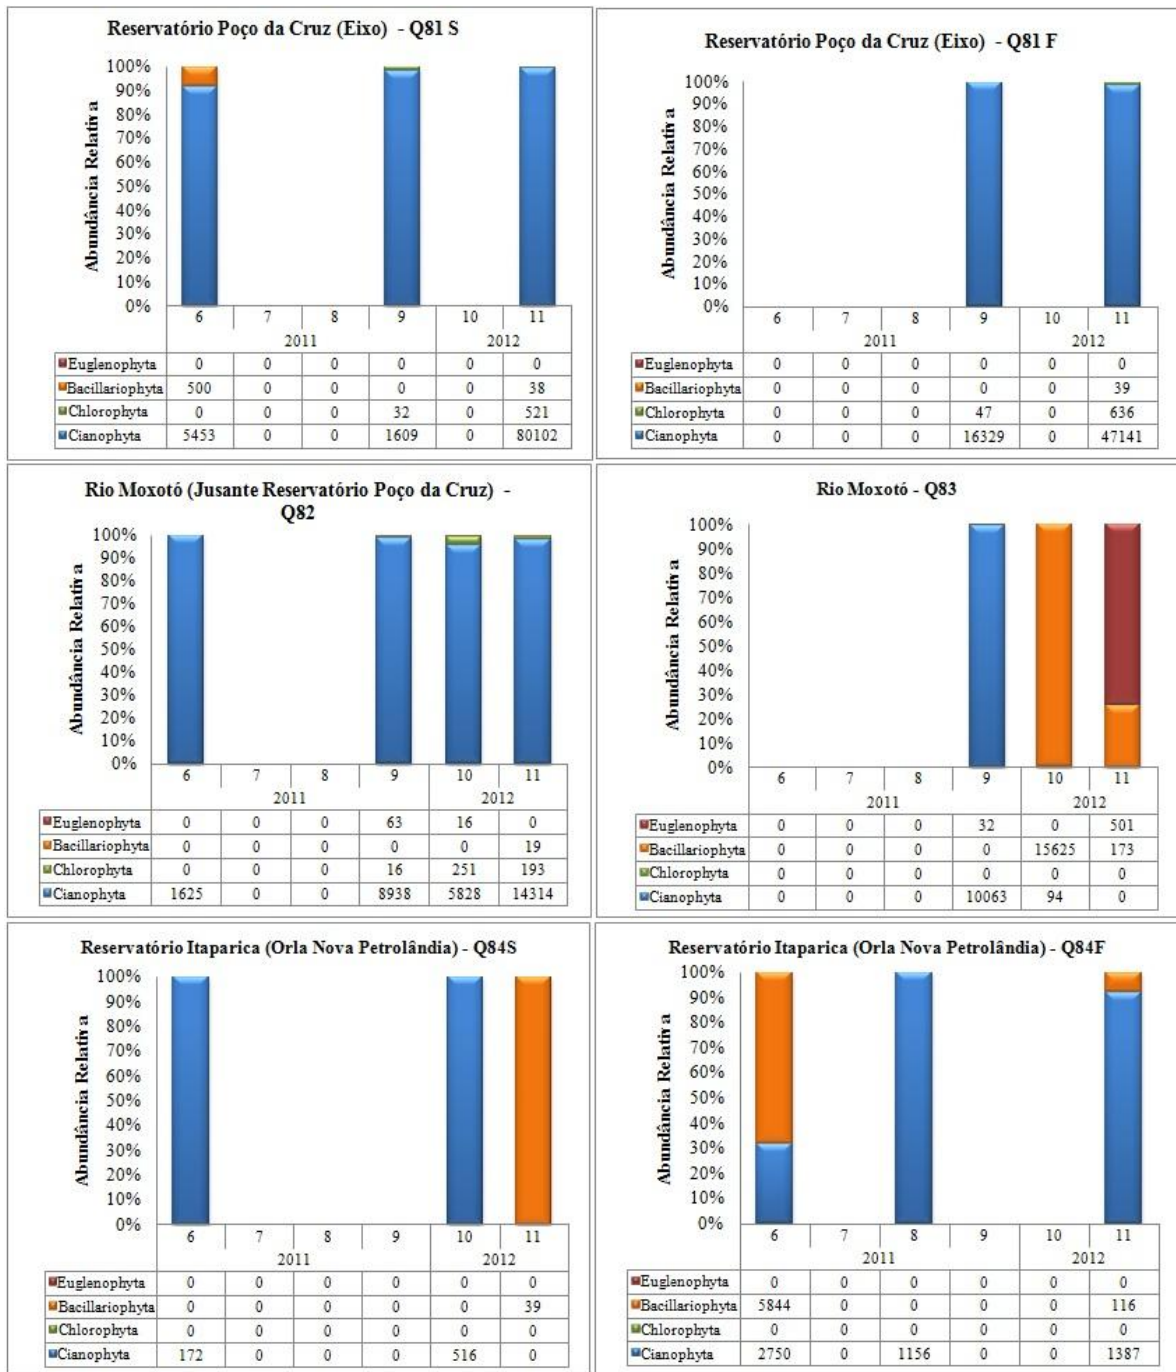 Reservatório Poço da Cruz (Eixo) - Q81 S
Abundância Relativa
100%
90%
80%
70%
60%
50%
40%
30%
20%
10%
0%
6 7 8 9 10 11
2011 2012
Euglenophyta 0 0 0 0 0 0
Bacillariophyta 500 0 0 0 0 38
Chlorophyta 0 0 0 32 0 521
Cianophyta 5453 0 0 1609 0 80102
Reservatório Poço da Cruz (Eixo) - Q81 F
Abundância Relativa
100%
90%
80%
70%
60%
50%
40%
30%
20%
10%
0%
6 7 8 9 10 11
2011 2012
Euglenophyta 0 0 0 0 0 0
Bacillariophyta 0 0 0 0 0 39
Chlorophyta 0 0 0 47 0 636
Cianophyta 0 0 0 16329 0 47141
Rio Moxotó (Jusante Reservatório Poço da Cruz) -
Q82
Abundância Relativa
100%
90%
80%
70%
60%
50%
40%
30%
20%
10%
0%
6 7 8 9 10 11
2011 2012
Euglenophyta 0 0 0 63 16 0
Bacillariophyta 0 0 0 0 0 19
Chlorophyta 0 0 0 16 251 193
Cianophyta 1625 0 0 8938 5828 14314
Rio Moxotó - Q83
Abundância Relativa
100%
90%
80%
70%
60%
50%
40%
30%
20%
10%
0%
6 7 8 9 10 11
2011 2012
Euglenophyta 0 0 0 32 0 501
Bacillariophyta 0 0 0 0 15625 173
Chlorophyta 0 0 0 0 0 0
Cianophyta 0 0 0 10063 94 0
Reservatório Itaparica (Orla Nova Petrolândia) - Q84S
Abundância Relativa
100%
90%
80%
70%
60%
50%
40%
30%
20%
10%
0%
6 7 8 9 10 11
2011 2012
Euglenophyta 0 0 0 0 0 0
Bacillariophyta 0 0 0 0 0 39
Chlorophyta 0 0 0 0 0 0
Cianophyta 172 0 0 0 516 0
Reservatório Itaparica (Orla Nova Petrolândia) - Q84F
Abundância Relativa
100%
90%
80%
70%
60%
50%
40%
30%
20%
10%
0%
6 7 8 9 10 11
2011 2012
Euglenophyta 0 0 0 0 0 0
Bacillariophyta 5844 0 0 0 0 116
Chlorophyta 0 0 0 0 0 0
Cianophyta 2750 0 1156 0 0 1387